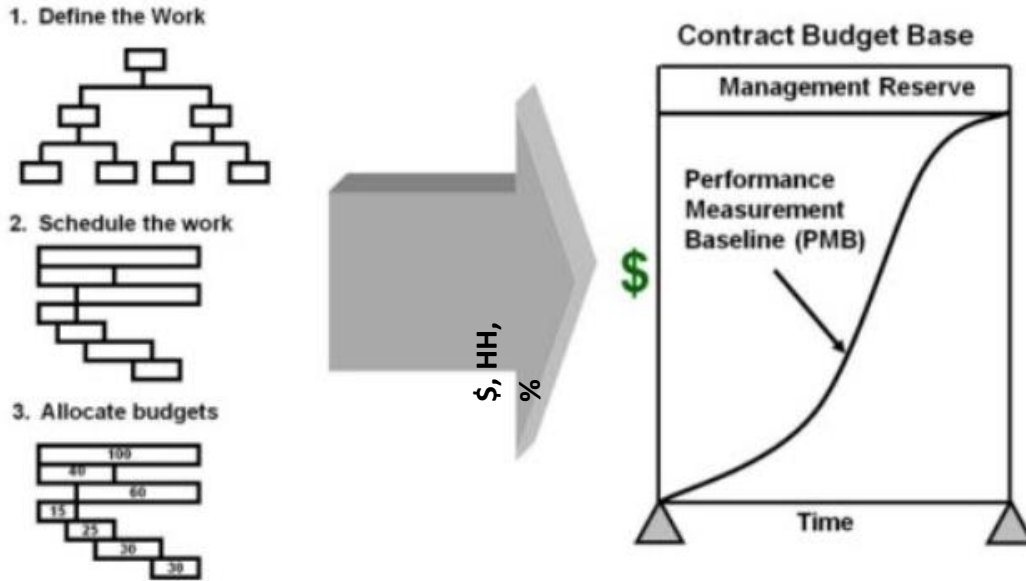 1. Define the Work
2. Schedule the work
3. Allocate budgets
100
40
60
15
25
30
30
$, HH,
%
Contract Budget Base
Management Reserve
Performance
Measurement
Baseline (PMB)
$
Time